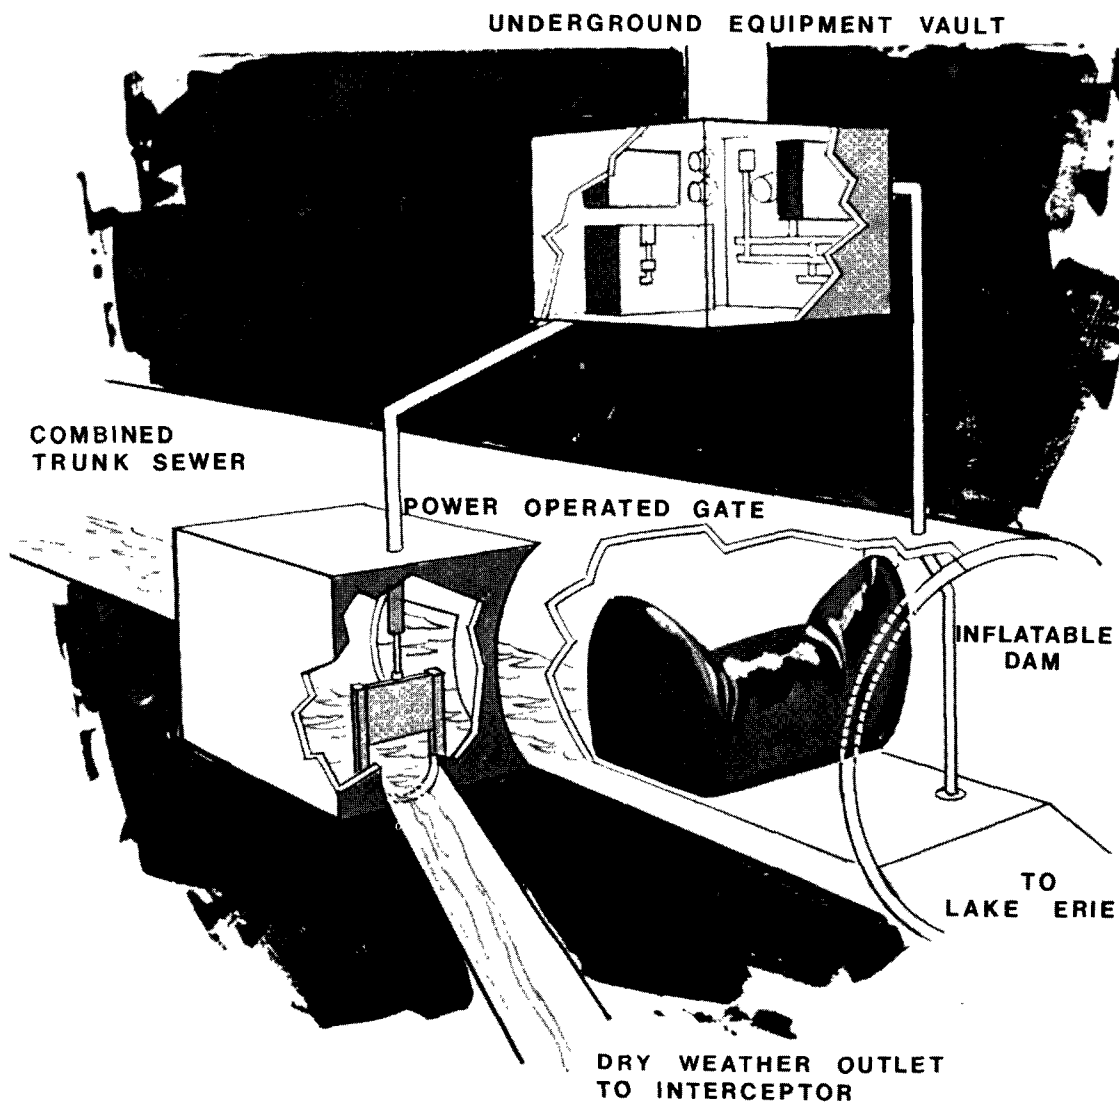 UNDERGROUND EQUIPMENT VAULT
COMBINED
TRUNK SEWER
POWER OPERATED GATE
INFLATABLE
DAM
TO
LAKE ERIE
DRY WEATHER OUTLET
TO INTERCEPTOR